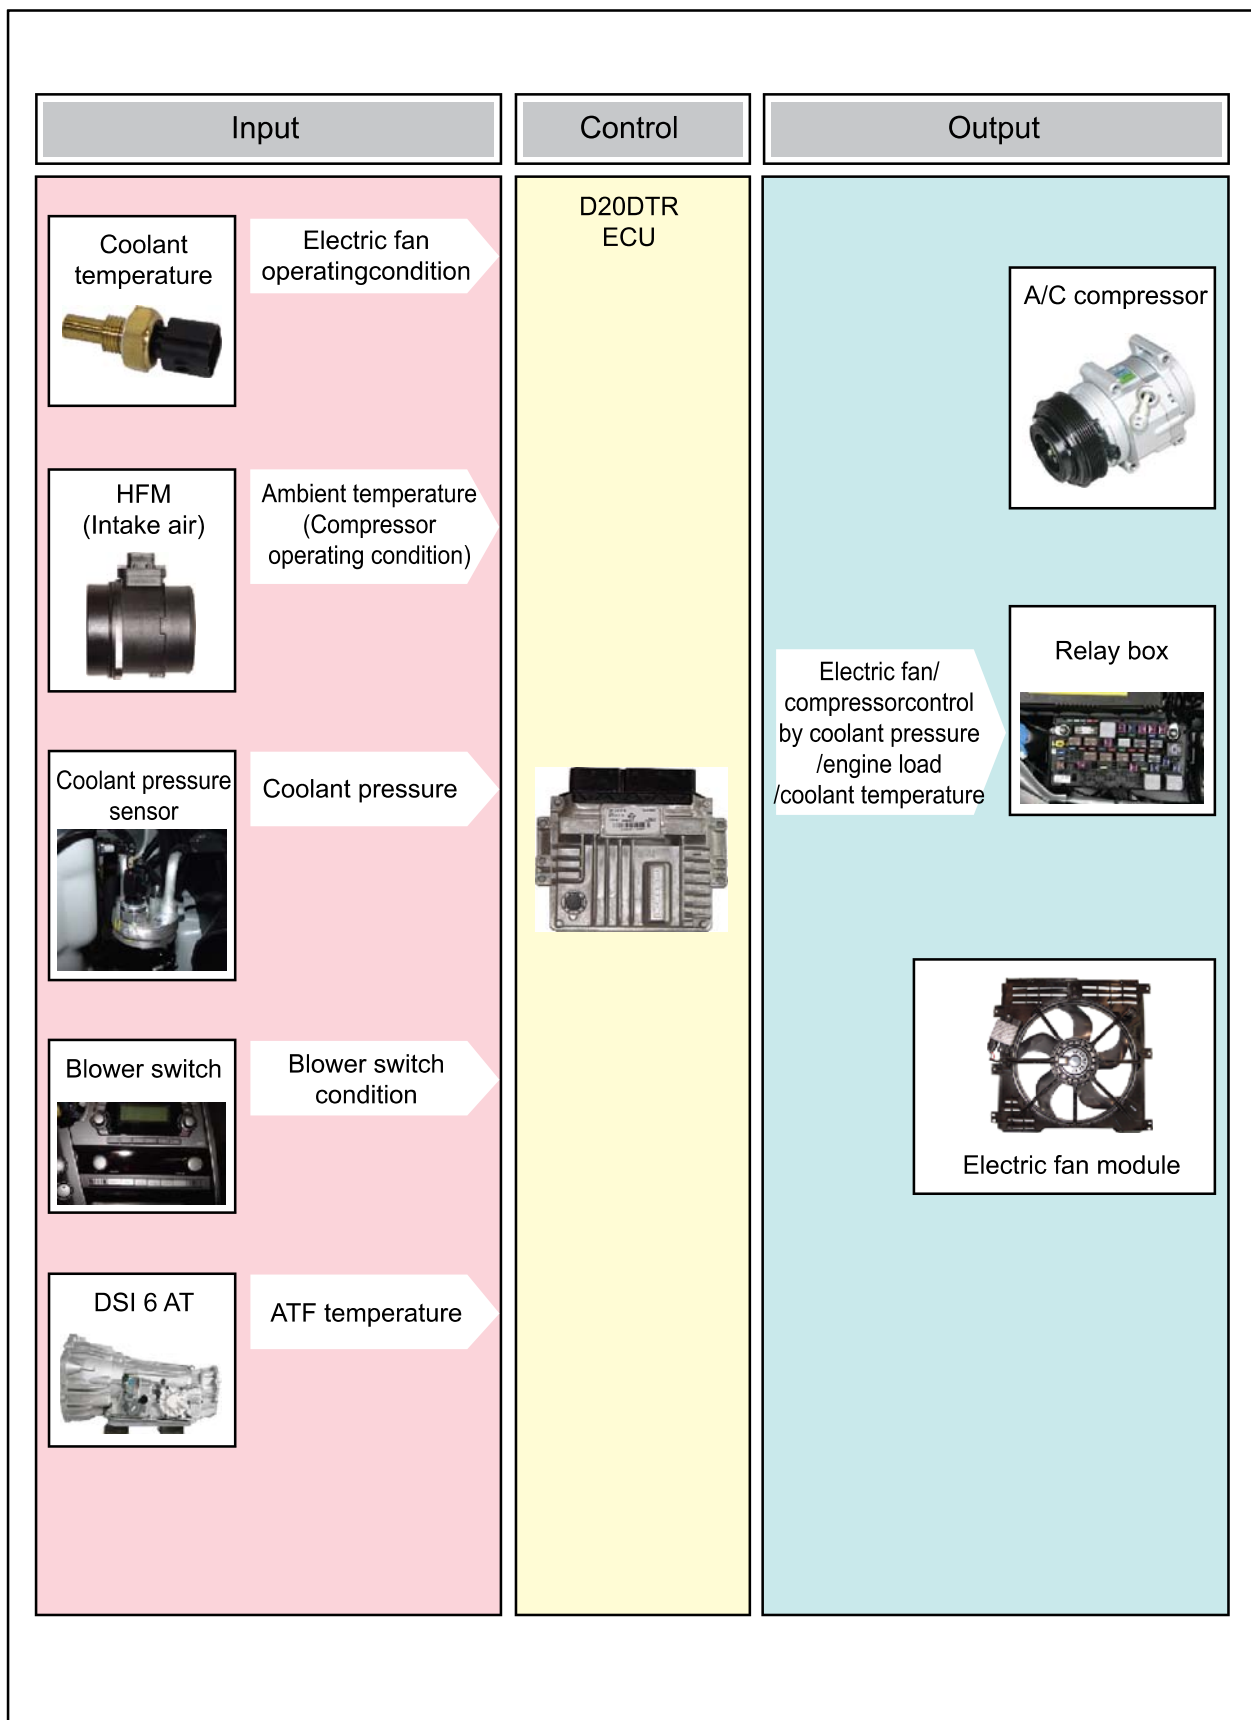 Input
Control
Output
Coolant
temperature
Electric fan
operatingcondition
HFM
(Intake air)
Ambient temperature
(Compressor
operating condition)
Coolant pressure
sensor
Coolant pressure
Blower switch
Blower switch
condition
DSI 6 AT
ATF temperature
D20DTR
ECU
A/C compressor
Electric fan/
compressorcontrol
by coolant pressure
/engine load
/coolant temperature
Relay box
Electric fan module